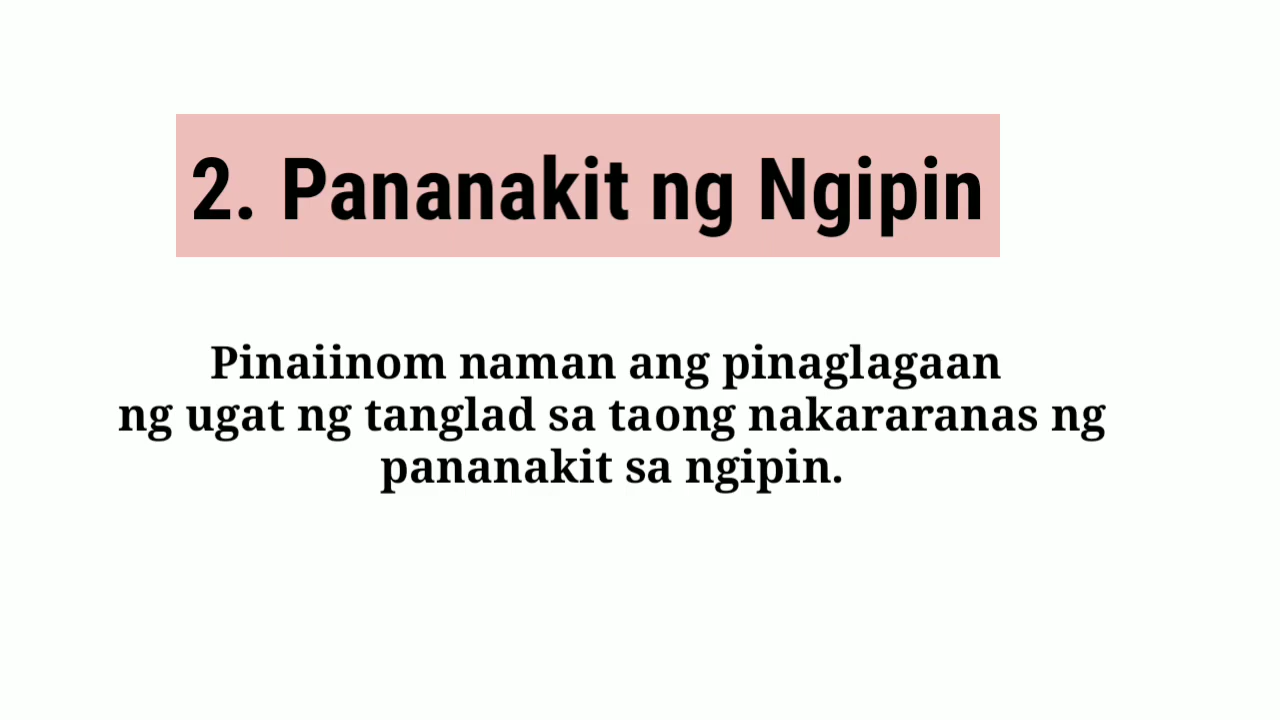 2. Pananakit ng Ngipin
Pinaiinom naman ang pinaglagaan
ng ugat ng tanglad sa taong nakararanas ng
pananakit sa ngipin.